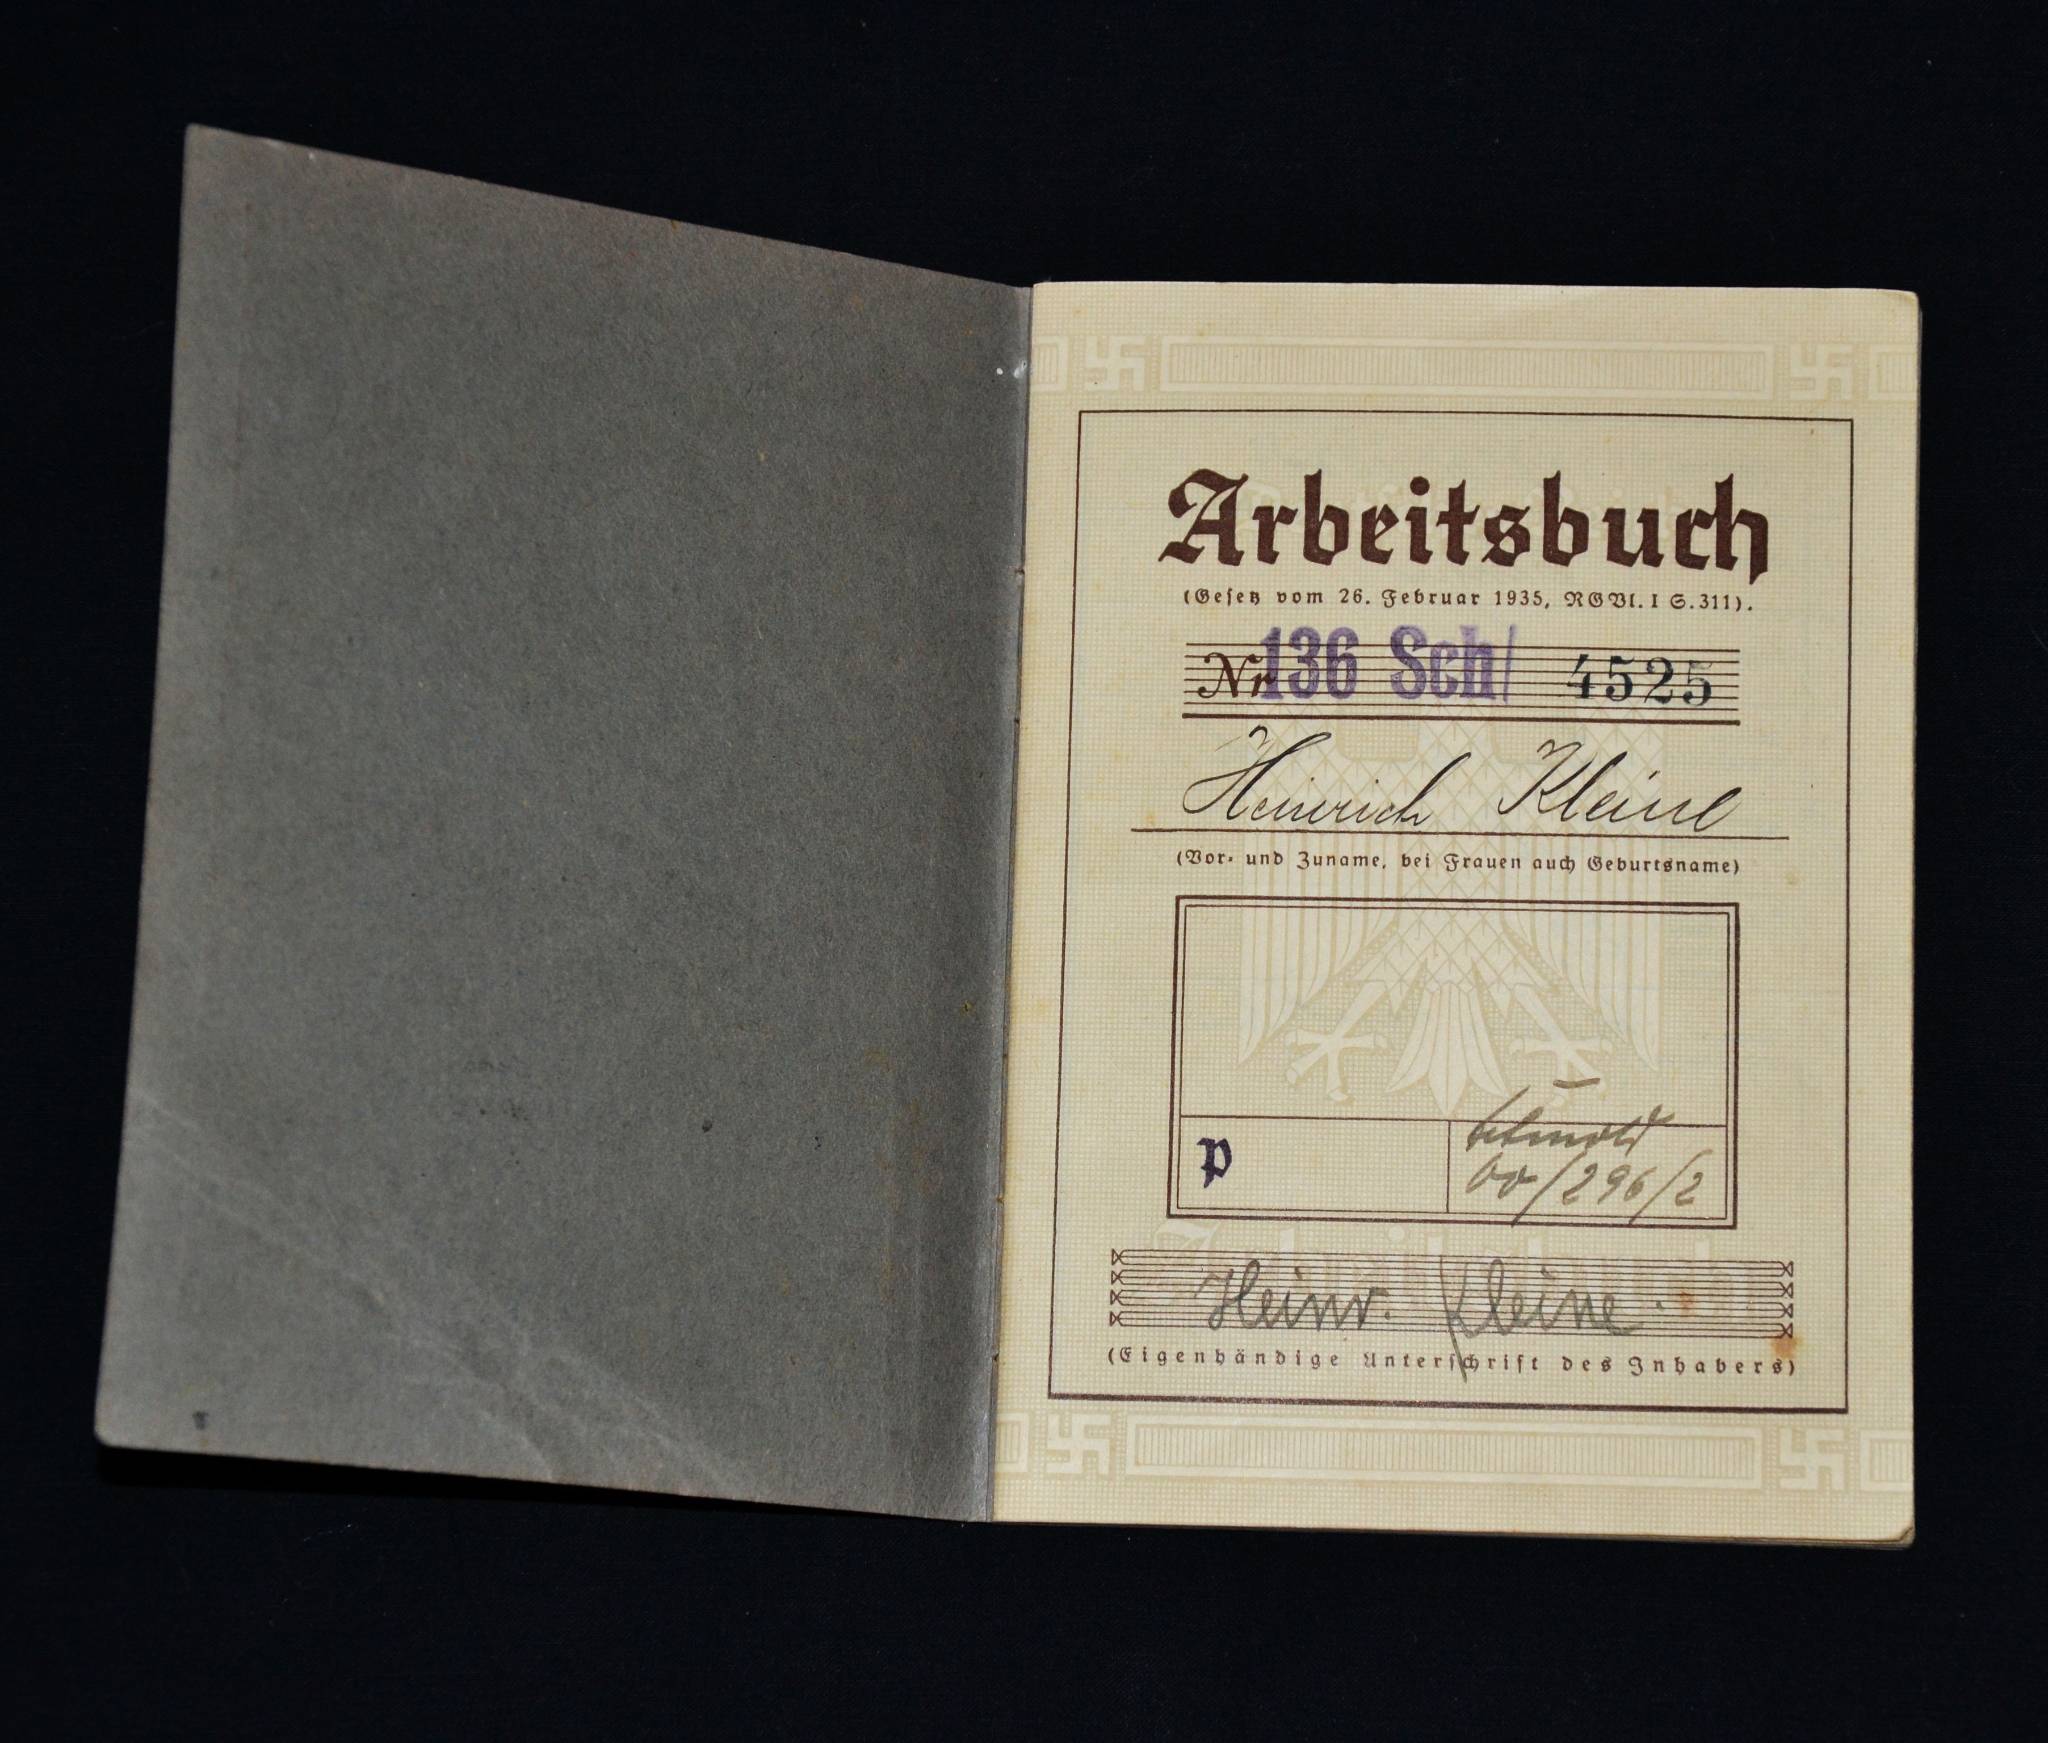 Arbeitsbuch
(Gesetz vom 26. Februar 1935, RGBl. I S. 311).
Nr 136 Sch/ 4525
Heinrich Kleine
(Vor- und Zuname, bei Frauen auch Geburtsname)
P
Detmold
/296/2
Heinr. Kleine.
(Eigenhändige Unterschrift des Inhabers)